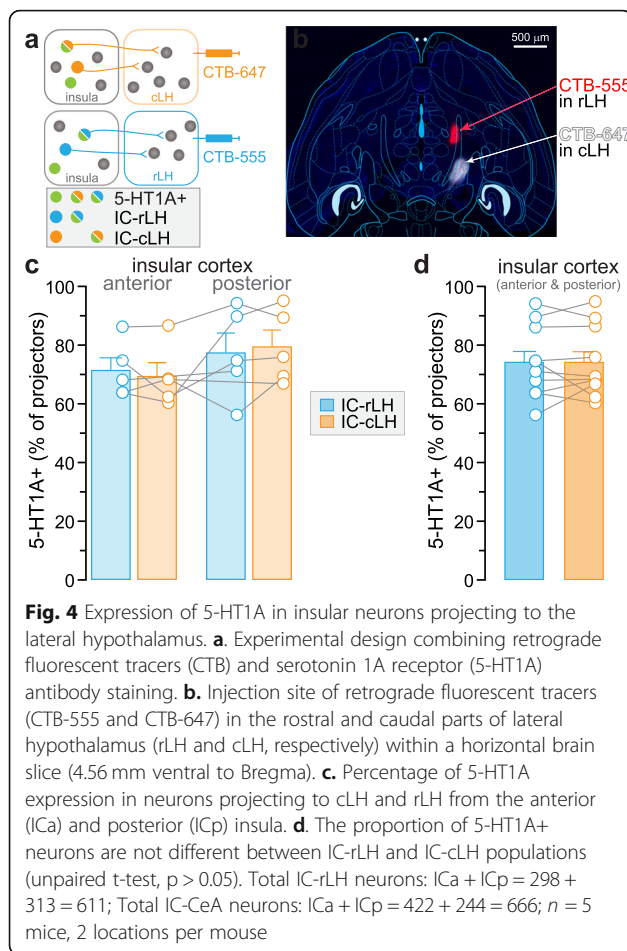 a
CTB-647
insula
cLH
CTB-555
insula
rLH
5-HT1A+
IC-rLH
IC-cLH
b
500 µm
CTB-555
in rLH
CTB-647
in cLH
c
insular cortex
anterior posterior
5-HT1A+ (% of projectors)
100
80
60
40
20
0
IC-rLH
IC-cLH
d
insular cortex
(anterior & posterior)
5-HT1A+ (% of projectors)
100
80
60
40
20
0
Fig. 4 Expression of 5-HT1A in insular neurons projecting to the
lateral hypothalamus. a. Experimental design combining retrograde
fluorescent tracers (CTB) and serotonin 1A receptor (5-HT1A)
antibody staining. b. Injection site of retrograde fluorescent tracers
(CTB-555 and CTB-647) in the rostral and caudal parts of lateral
hypothalamus (rLH and cLH, respectively) within a horizontal brain
slice (4.56 mm ventral to Bregma). c. Percentage of 5-HT1A
expression in neurons projecting to cLH and rLH from the anterior
(ICa) and posterior (ICp) insula. d. The proportion of 5-HT1A+
neurons are not different between IC-rLH and IC-cLH populations
(unpaired t-test, p > 0.05). Total IC-rLH neurons: ICa + ICp = 298 +
313 = 611; Total IC-CeA neurons: ICa + ICp = 422 + 244 = 666; n = 5
mice, 2 locations per mouse